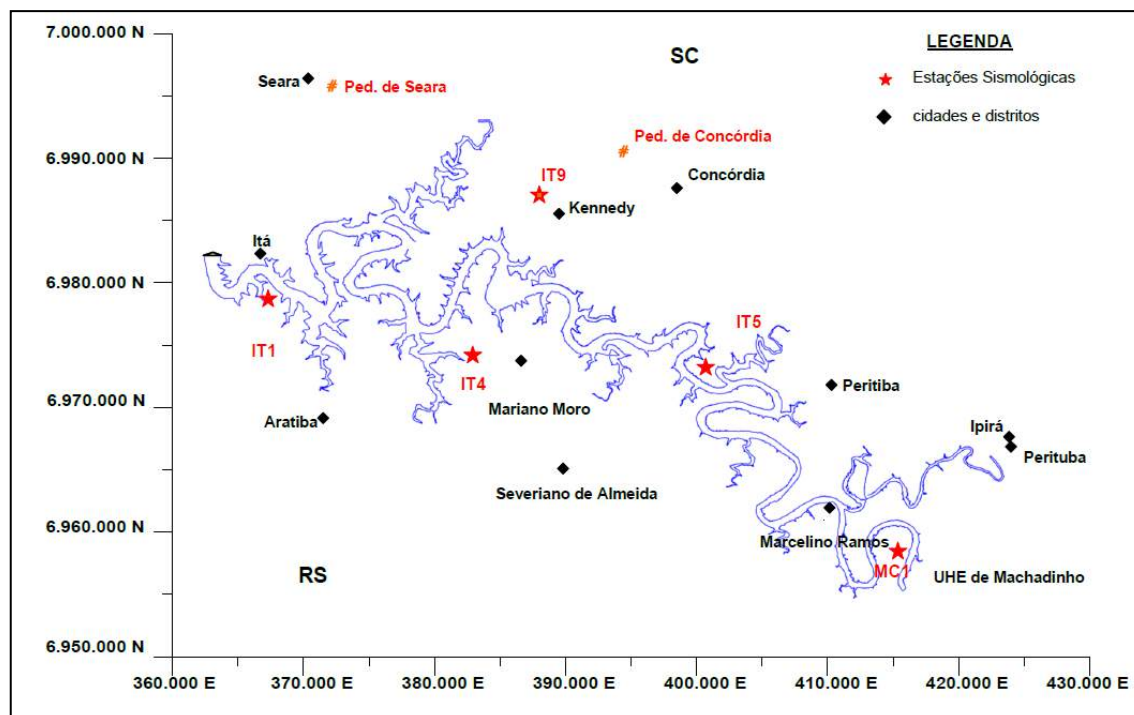 7.000.000 N
SC
LEGENDA
Estações Sismológicas
cidades e distritos
Seara
# Ped. de Seara
Ped. de Concórdia
#
6.990.000 N
IT9
Concórdia
Kennedy
Itá
6.980.000 N
IT1
IT5
IT4
Mariano Moro
Peritiba
6.970.000 N
Aratiba
Ipirá
Perituba
Severiano de Almeida
6.960.000 N
Marcelino Ramos
RS
MC1
UHE de Machadinho
6.950.000 N
360.000 E
370.000 E
380.000 E
390.000 E
400.000 E
410.000 E
420.000 E
430.000 E